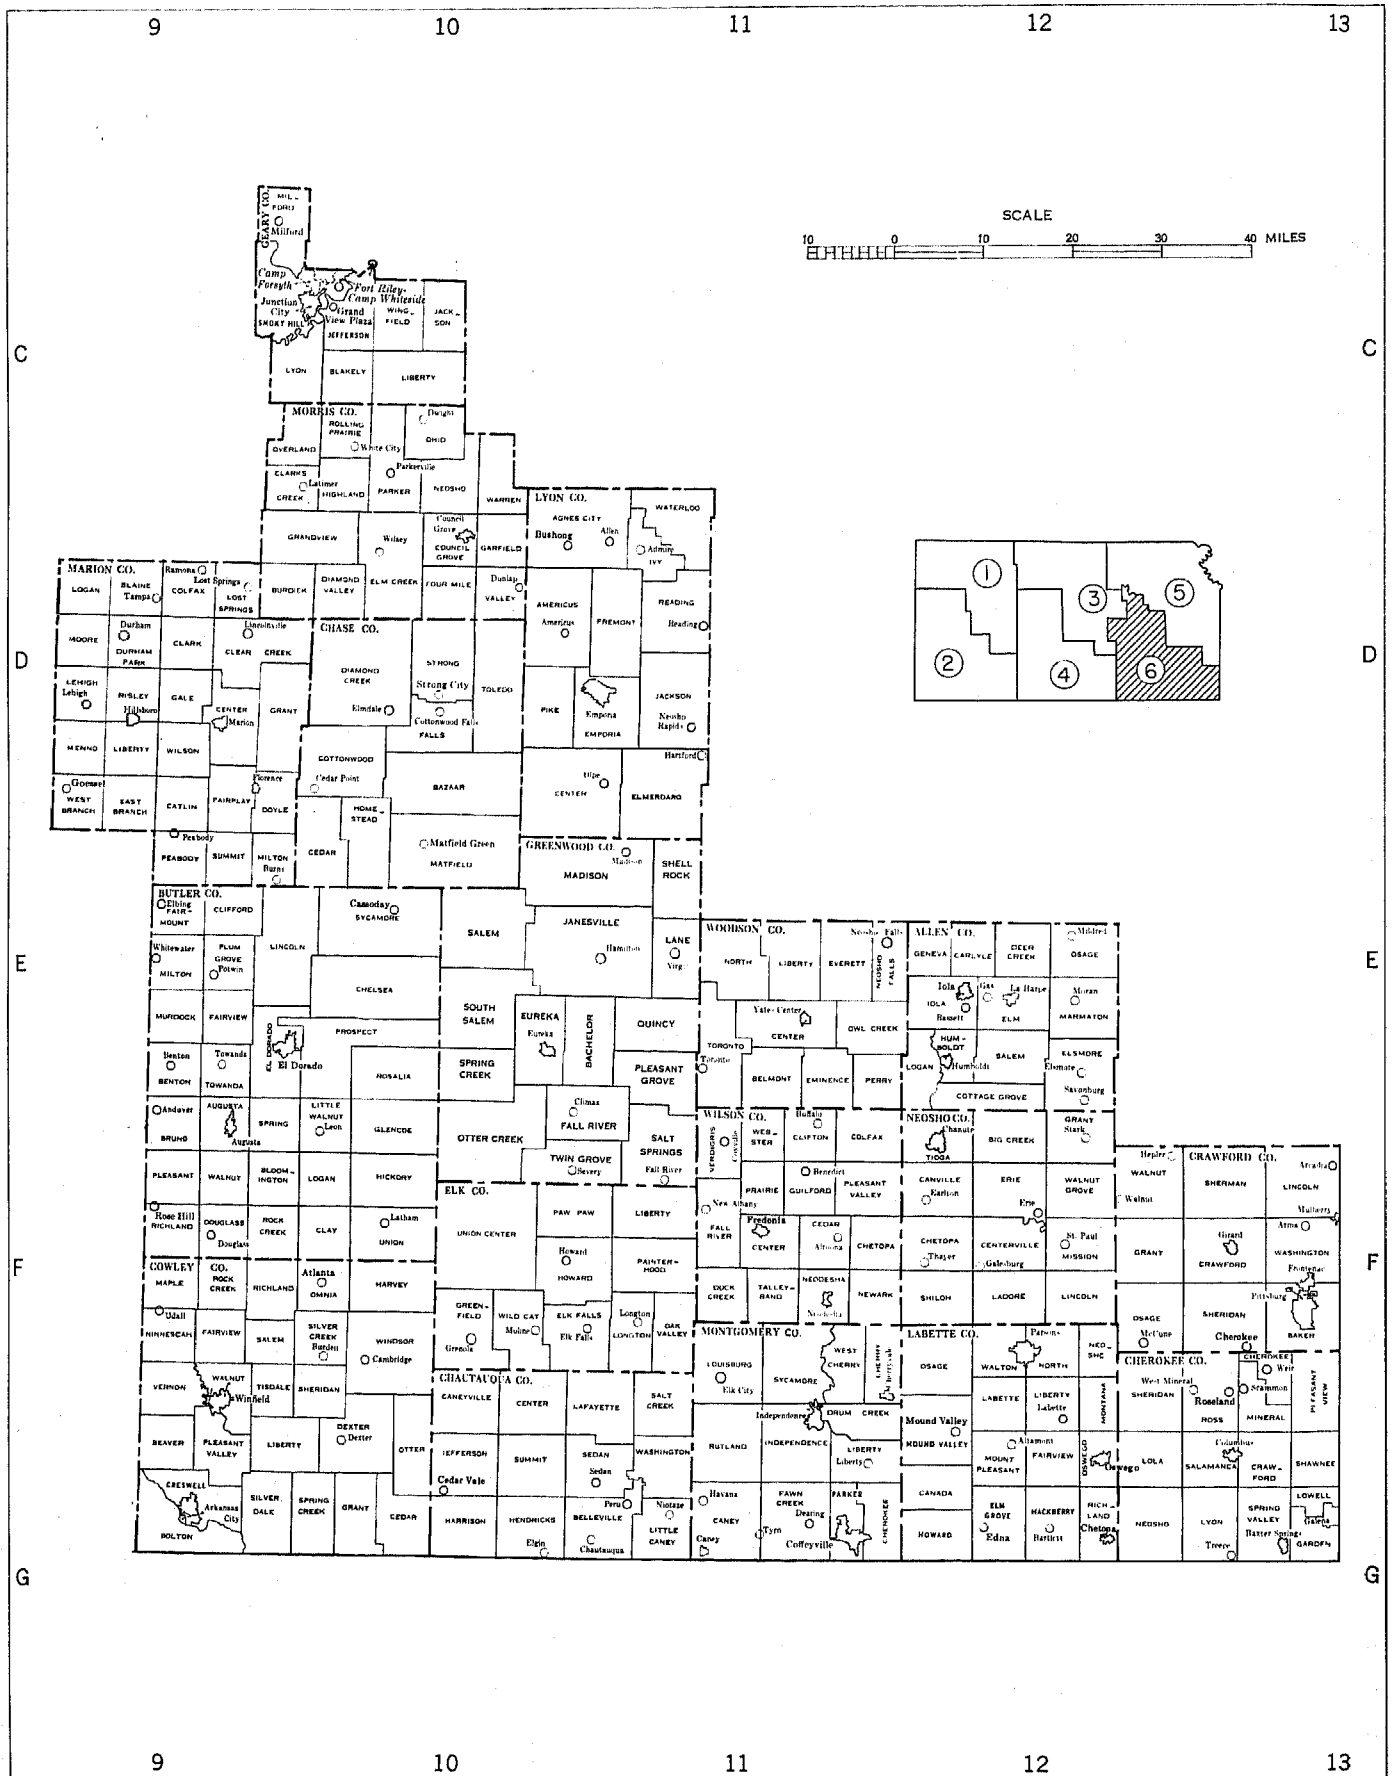 9 10 11 12 13
SCALE
10 0 10 20 30 40 MILES
C C
D D
E E
F F
G G
1
2
3
4
5
6
GEARY CO.
MIL-
FORD
Milford
Camp
Forsyth
Fort Riley-
Camp Whiteside
Junction
City
Grand
View Plaza
SMOKY HILL
JEFFERSON
WING-
FIELD
JACK-
SON
LYON
BLAKELY
LIBERTY
MORRIS CO.
ROLLING
PRAIRIE
Dwight
OHIO
OVERLAND
White City
CLARKS
CREEK
Latimer
HIGHLAND
Parkerville
PARKER
NEOSHO
WARREN
GRANDVIEW
Wilsey
Council
Grove
COUNCIL
GROVE
GARFIELD
BURDICK
DIAMOND
VALLEY
ELM CREEK
FOUR MILE
Dunlap
VALLEY
LYON CO.
AGNES CITY
Bushong
Allen
WATERLOO
Admire
IVY
AMERICUS
Americus
FREMONT
READING
Reading
PIKE
Emporia
EMPORIA
JACKSON
Neosho
Rapids
Hartford
Olpe
CENTER
ELMENDARO
MARION CO.
LOGAN
BLAINE
Tampa
Ramona
COLFAX
Lost Springs
LOST
SPRINGS
MOORE
Durham
DURHAM
PARK
CLARK
Lincolnville
CLEAR CREEK
LEHIGH
Lehigh
RISLEY
Hillsboro
GALE
CENTER
Marion
GRANT
MENNO
LIBERTY
WILSON
Goessel
WEST
BRANCH
EAST
BRANCH
CATLIN
FAIRPLAY
Florence
DOYLE
Peabody
PEABODY
SUMMIT
MILTON
Burns
CHASE CO.
DIAMOND
CREEK
STRONG
Strong City
TOLEDO
Elmdale
Cottonwood Falls
FALLS
COTTONWOOD
Cedar Point
BAZAAR
HOME-
STEAD
CEDAR
Matfield Green
MATFIELD
GREENWOOD CO.
Madison
MADISON
SHELL
ROCK
JANESVILLE
SALEM
Hamilton
LANE
SOUTH
SALEM
EUREKA
Eureka
BACHELOR
QUINCY
SPRING
CREEK
PLEASANT
GROVE
Climax
FALL RIVER
OTTER CREEK
SALT
SPRINGS
TWIN GROVE
Severy
Fall River
BUTLER CO.
Elbing
FAIR-
MOUNT
CLIFFORD
Cassoday
SYCAMORE
LINCOLN
Whitewater
MILTON
PLUM
GROVE
Potwin
CHELSEA
MURDOCK
FAIRVIEW
PROSPECT
EL DORADO
El Dorado
Benton
BENTON
Towanda
TOWANDA
ROSALIA
Andover
BRUNO
AUGUSTA
Augusta
SPRING
LITTLE
WALNUT
Leon
GLENCOE
PLEASANT
WALNUT
BLOOM-
INGTON
LOGAN
HICKORY
Rose Hill
RICHLAND
DOUGLASS
Douglass
ROCK
CREEK
CLAY
Latham
UNION
WOODSON CO.
Neosho Falls
NORTH
LIBERTY
EVERETT
NEOSHO
FALLS
Yates Center
CENTER
OWL CREEK
TORONTO
Toronto
BELMONT
EMINENCE
PERRY
ALLEN CO.
Mildred
GENEVA
CARLYLE
DEER
CREEK
OSAGE
Iola
IOLA
Bassett
Gas
La Harpe
ELM
Moran
MARMATON
HUM-
BOLDT
LOGAN
Humboldt
SALEM
ELSMORE
Elsmore
Savonburg
COTTAGE GROVE
WILSON CO.
VERDIGRIS
Coyville
WEB-
STER
Buffalo
CLIFTON
COLFAX
Benedict
PRAIRIE
GUILFORD
PLEASANT
VALLEY
New Albany
FALL
RIVER
Fredonia
CENTER
CEDAR
Altoona
CHETOPA
DUCK
CREEK
TALLEY-
RAND
NEODESHA
Neodesha
NEWARK
NEOSHO CO.
Chanute
TIOGA
BIG CREEK
GRANT
Stark
CANVILLE
Earlton
ERIE
Erie
WALNUT
GROVE
CHETOPA
Thayer
CENTERVILLE
Galesburg
St. Paul
MISSION
SHILOH
LADORE
LINCOLN
CRAWFORD CO.
Hepler
WALNUT
Walnut
SHERMAN
Arcadia
LINCOLN
Mulberry
GRANT
Girard
CRAWFORD
Arma
WASHINGTON
Frontenac
Pittsburg
BAKER
OSAGE
McCune
SHERIDAN
Cherokee
ELK CO.
UNION CENTER
PAW PAW
LIBERTY
Howard
HOWARD
PAINTER-
HOOD
GREEN-
FIELD
Grenola
WILD CAT
Moline
ELK FALLS
Elk Falls
Longton
LONGTON
OAK
VALLEY
COWLEY CO.
MAPLE
ROCK
CREEK
RICHLAND
Atlanta
OMNIA
HARVEY
Udall
NINNESCAH
FAIRVIEW
SALEM
SILVER
CREEK
Burden
WINDSOR
Cambridge
VERNON
WALNUT
Winfield
TISDALE
SHERIDAN
BEAVER
PLEASANT
VALLEY
LIBERTY
DEXTER
Dexter
OTTER
CRESWELL
Arkansas
City
BOLTON
SILVER
DALE
SPRING
CREEK
GRANT
CEDAR
CHAUTAUQUA CO.
CANEYVILLE
CENTER
LAFAYETTE
SALT
CREEK
JEFFERSON
SUMMIT
SEDAN
Sedan
WASHINGTON
Cedar Vale
Peru
HARRISON
HENDRICKS
BELLEVILLE
Niotaze
LITTLE
CANEY
Elgin
Chautauqua
MONTGOMERY CO.
LOUISBURG
Elk City
SYCAMORE
WEST
CHERRY
CHERRY
Cherryvale
Independence
DRUM CREEK
RUTLAND
INDEPENDENCE
LIBERTY
Liberty
Havana
CANEY
Caney
FAWN
CREEK
Dearing
Tyro
PARKER
Coffeyville
CHEROKEE
LABETTE CO.
Parsons
OSAGE
WALTON
NORTH
NEO-
SHO
LABETTE
LIBERTY
Labette
MONTANA
Mound Valley
MOUND VALLEY
Altamont
MOUNT
PLEASANT
FAIRVIEW
OSWEGO
Oswego
CANADA
ELM
GROVE
HACKBERRY
RICH-
LAND
Chetopa
HOWARD
Edna
Bartlett
CHEROKEE CO.
CHEROKEE
Weir
SHERIDAN
West Mineral
Roseland
Scammon
ROSS
MINERAL
PLEASANT
VIEW
LOLA
Columbus
SALAMANCA
CRAW-
FORD
SHAWNEE
NEOSHO
LYON
SPRING
VALLEY
LOWELL
Galena
Treece
Baxter Springs
GARDEN
9 10 11 12 13